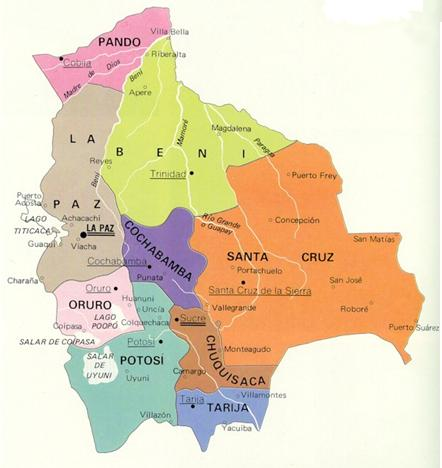 PANDO
Villa Bella
Riberalta
Cobija
Madre de Dios
Beni
Apere
LA PAZ
BENI
Mamoré
Magdalena
Paragua
Reyes
Beni
Trinidad
Puerto Frey
Puerto Acosta
LAGO TITICACA
Achacachi
LA PAZ
Guaqui
Viacha
Río Grande o Guapay
Concepción
COCHABAMBA
Cochabamba
Punata
San Matías
SANTA CRUZ
Portachuelo
Santa Cruz de la Sierra
San José
Charaña
Oruro
ORURO
Huanuni
LAGO POOPÓ
Uncía
Colquechaca
Sucre
Vallegrande
Roboré
Puerto Suárez
Coipasa
SALAR DE COIPASA
Potosí
CHUQUISACA
Monteagudo
SALAR DE UYUNI
POTOSÍ
Uyuni
Camargo
Villamontes
Tarija
TARIJA
Villazón
Yacuiba